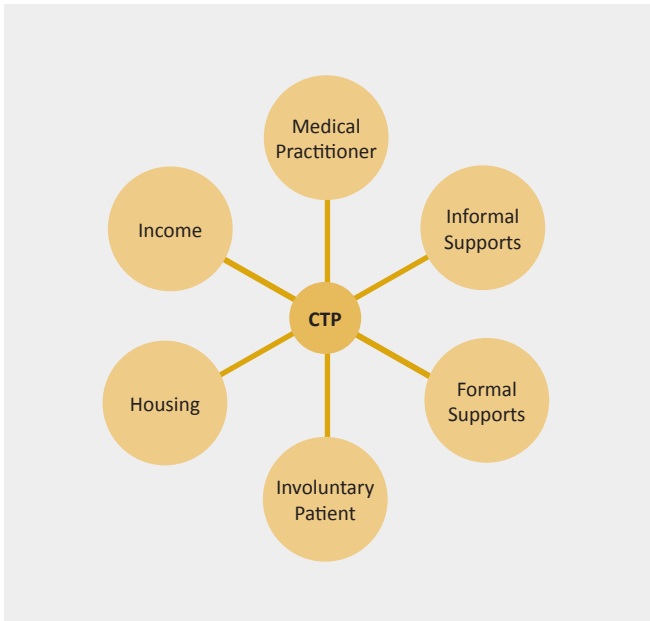 Medical
Practitioner
Informal
Supports
Income
CTP
Housing
Formal
Supports
Involuntary
Patient